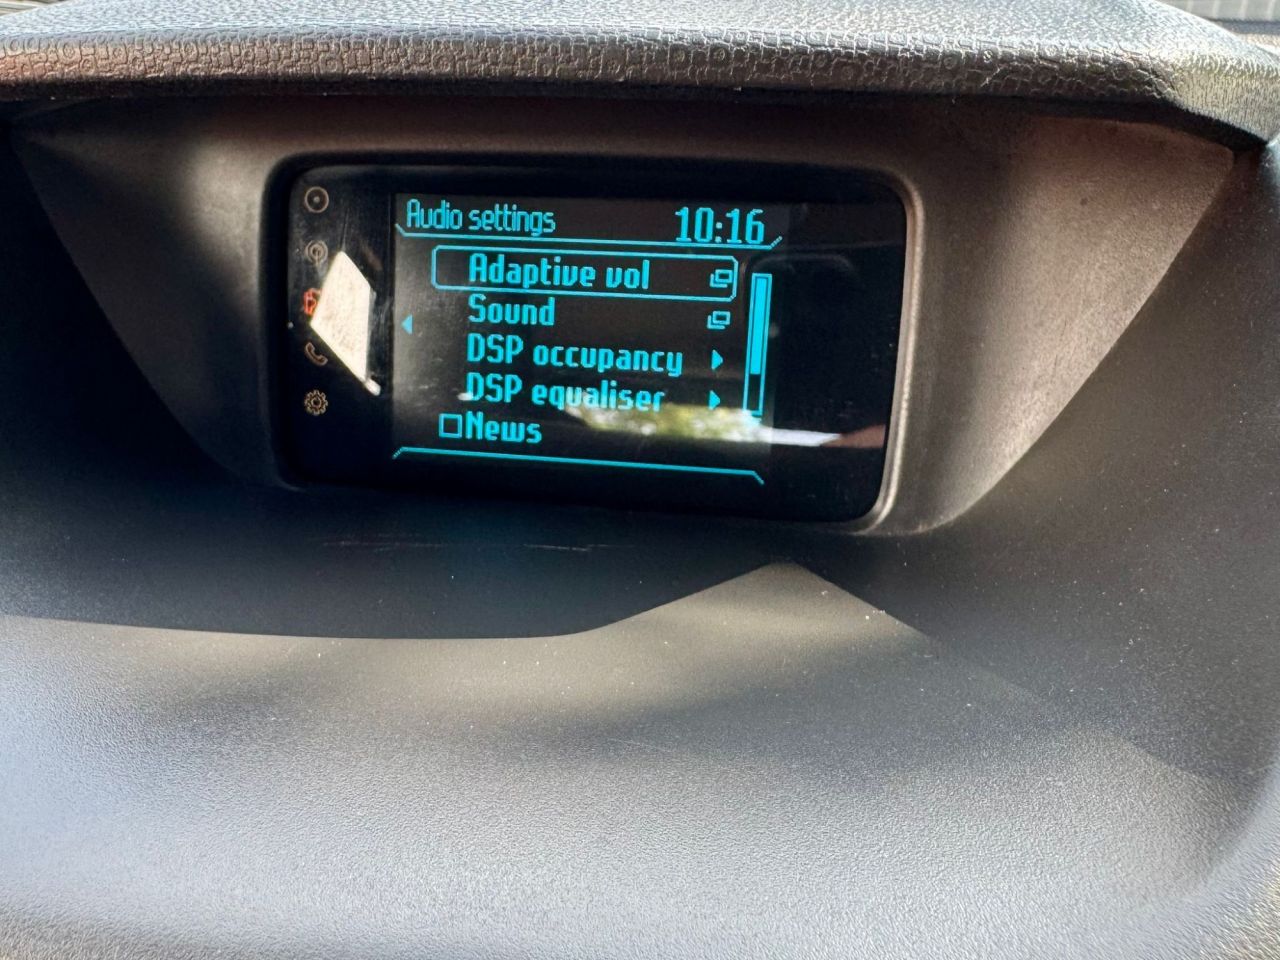 Audio settings 10:16
Adaptive vol
Sound
DSP occupancy
DSP equaliser
News